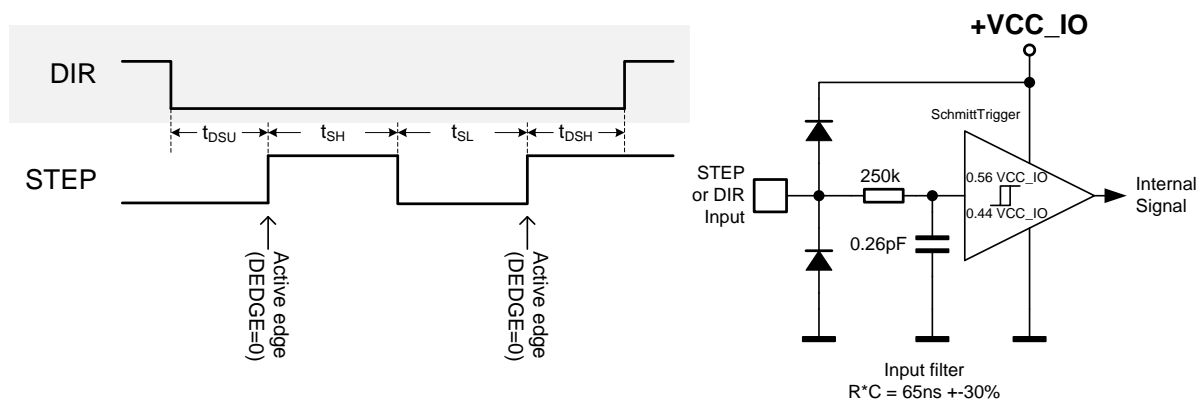 DIR
tDSU
tSH
tSL
tDSH
STEP
Active edge
(DEDGE=0)
Active edge
(DEDGE=0)
+VCC_IO
SchmittTrigger
STEP
or DIR
Input
250k
0.26pF
0.56 VCC_IO
0.44 VCC_IO
Internal
Signal
Input filter
R*C = 65ns +-30%